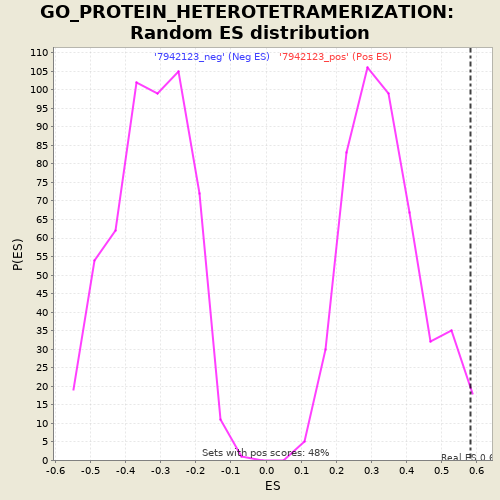 GO_PROTEIN_HETEROTETRAMERIZATION:
Random ES distribution
'7942123_neg' (Neg ES) '7942123_pos' (Pos ES)
110
105
100
95
90
85
80
75
70
65
60
55
50
45
40
35
30
25
20
15
10
5
0
P(ES)
Sets with pos scores: 48%
Real ES 0.6
-0.6 -0.5 -0.4 -0.3 -0.2 -0.1 0.0 0.1 0.2 0.3 0.4 0.5 0.6
ES